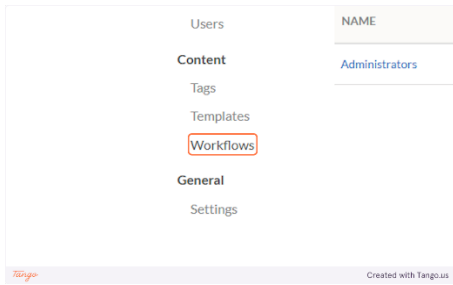 Users
Content
Tags
Templates
Workflows
General
Settings
NAME
Administrators
Tango
Created with Tango.us